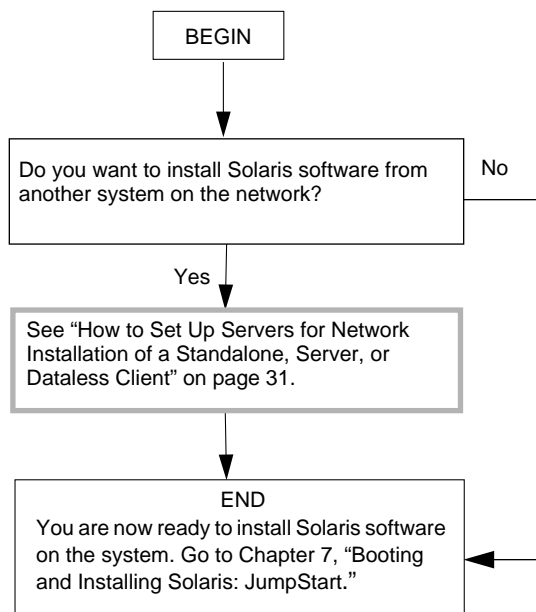 BEGIN
Do you want to install Solaris software from
another system on the network?
No
Yes
See “How to Set Up Servers for Network
Installation of a Standalone, Server, or
Dataless Client” on page 31.
END
You are now ready to install Solaris software
on the system. Go to Chapter 7, “Booting
and Installing Solaris: JumpStart.”